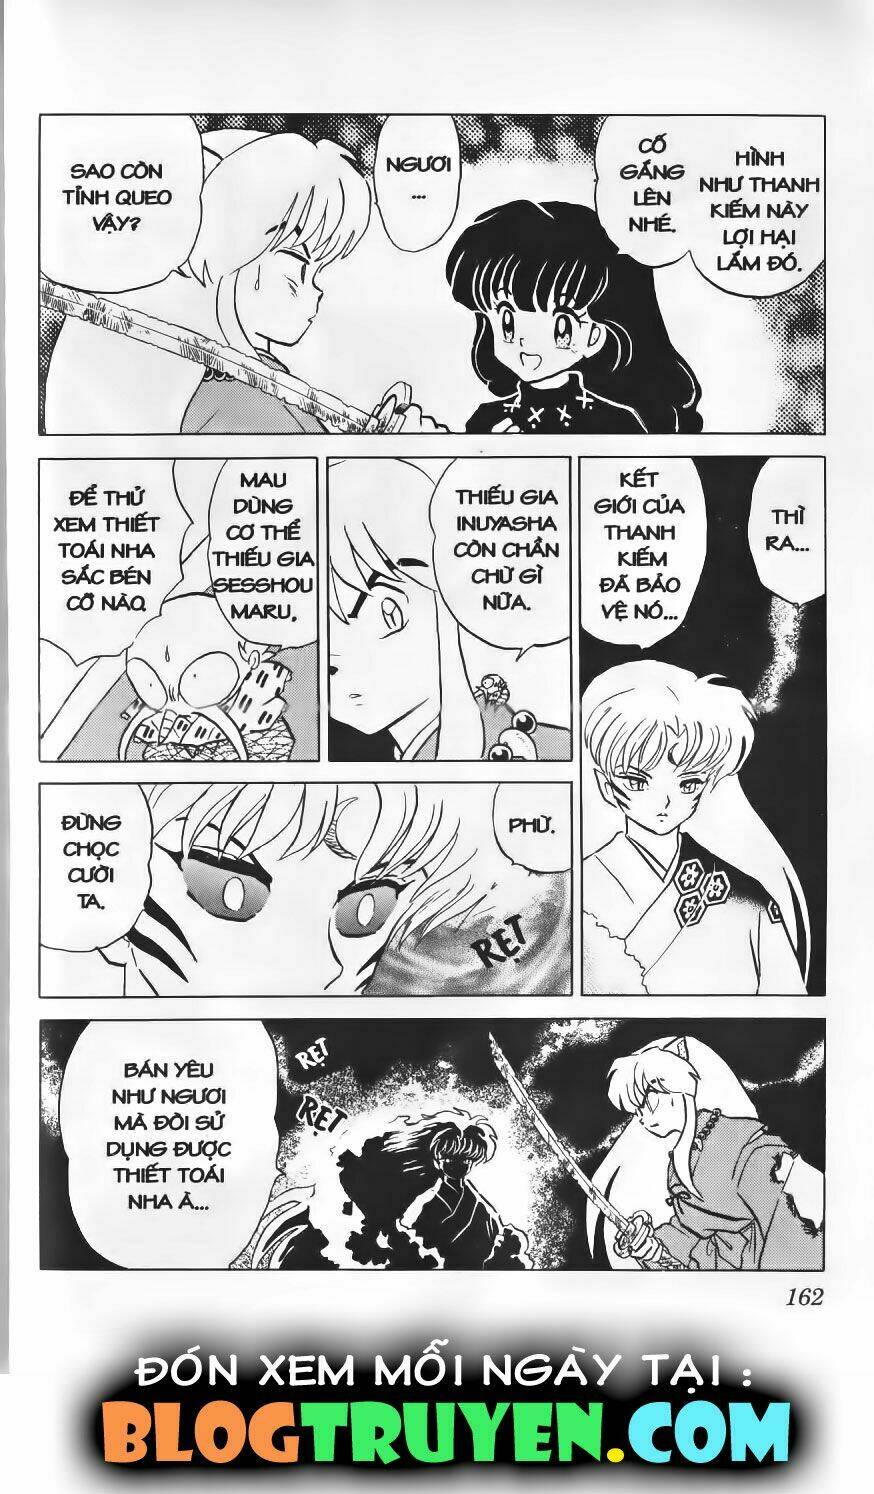 HÌNH
NHƯ THANH
KIẾM NÀY
LỢI HẠI
LẮM ĐÓ.
CỐ
GẮNG
LÊN
NHÉ.
NGƯƠI
...
SAO CÒN
TỈNH QUEO
VẬY?
THÌ
RA...
KẾT
GIỚI CỦA
THANH
KIẾM
ĐÃ BẢO
VỆ NÓ...
THIẾU GIA
INUYASHA
CÒN CHẦN
CHỪ GÌ
NỮA.
MAU
DÙNG
CƠ THỂ
THIẾU GIA
SESSHOU
MARU,
ĐỂ THỬ
XEM THIẾT
TOÁI NHA
SẮC BÉN
CỠ NÀO.
PHỪ.
RẸT
ĐỪNG
CHỌC
CƯỜI
TA.
RẸT
RẸT
BÁN YÊU
NHƯ NGƯƠI
MÀ ĐÒI SỬ
DỤNG ĐƯỢC
THIẾT TOÁI
NHA À...
162
ĐÓN XEM MỖI NGÀY TẠI :
BLOGTRUYEN.COM